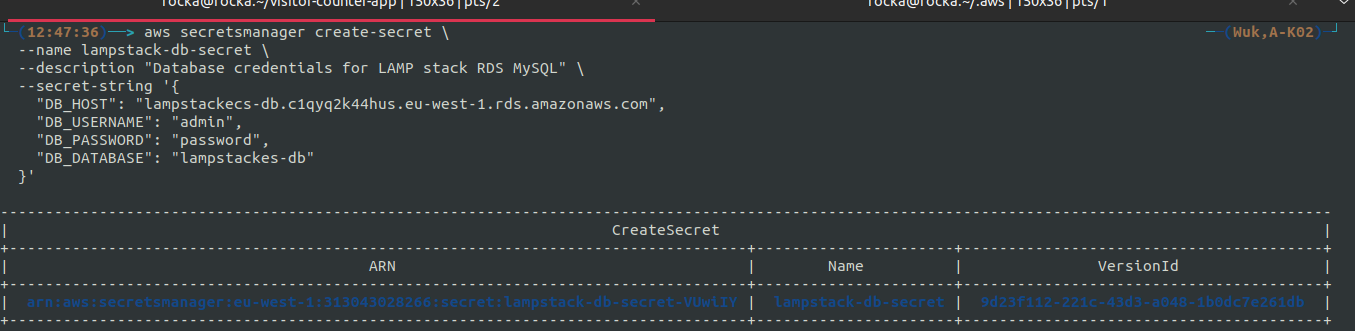 rocka@rocka:~/visitor-counter-app | 150x36 | pts/2
rocka@rocka:~/.aws | 150x36 | pts/1
(12:47:36)──> aws secretsmanager create-secret \ ─ (Wuk,A-K02)
--name lampstack-db-secret \
--description "Database credentials for LAMP stack RDS MySQL" \
--secret-string '{
"DB_HOST": "lampstackecs-db.c1qyq2k44hus.eu-west-1.rds.amazonaws.com",
"DB_USERNAME": "admin",
"DB_PASSWORD": "password",
"DB_DATABASE": "lampstackes-db"
}'
CreateSecret
ARN | Name | VersionId
arn:aws:secretsmanager:eu-west-1:313043028266:secret:lampstack-db-secret-VUwiIY | lampstack-db-secret | 9d23f112-221c-43d3-a048-1b0dc7e261db